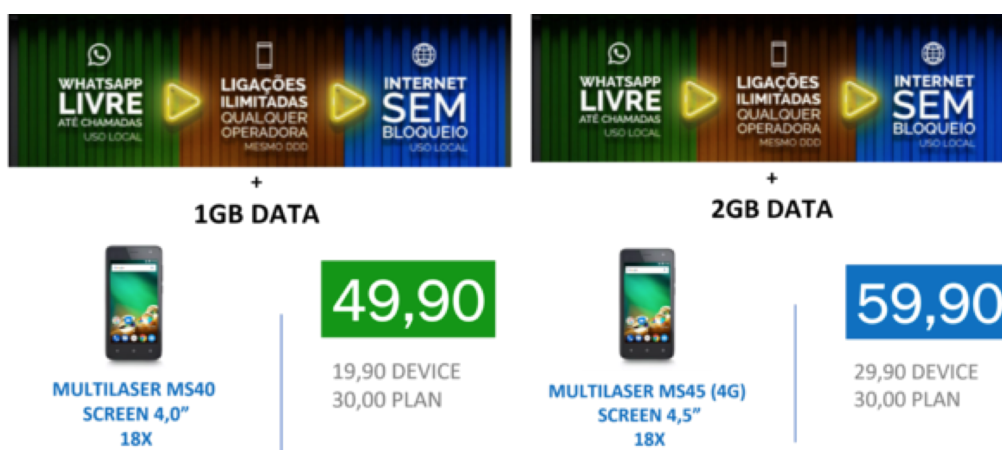 WHATSAPP
LIVRE
ATÉ CHAMADAS
USO LOCAL
LIGAÇÕES
ILIMITADAS
QUALQUER
OPERADORA
MESMO DDD
INTERNET
SEM
BLOQUEIO
USO LOCAL
+
1GB DATA
MULTILASER MS40
SCREEN 4,0”
18X
49,90
19,90 DEVICE
30,00 PLAN
WHATSAPP
LIVRE
ATÉ CHAMADAS
USO LOCAL
LIGAÇÕES
ILIMITADAS
QUALQUER
OPERADORA
MESMO DDD
INTERNET
SEM
BLOQUEIO
USO LOCAL
+
2GB DATA
MULTILASER MS45 (4G)
SCREEN 4,5”
18X
59,90
29,90 DEVICE
30,00 PLAN